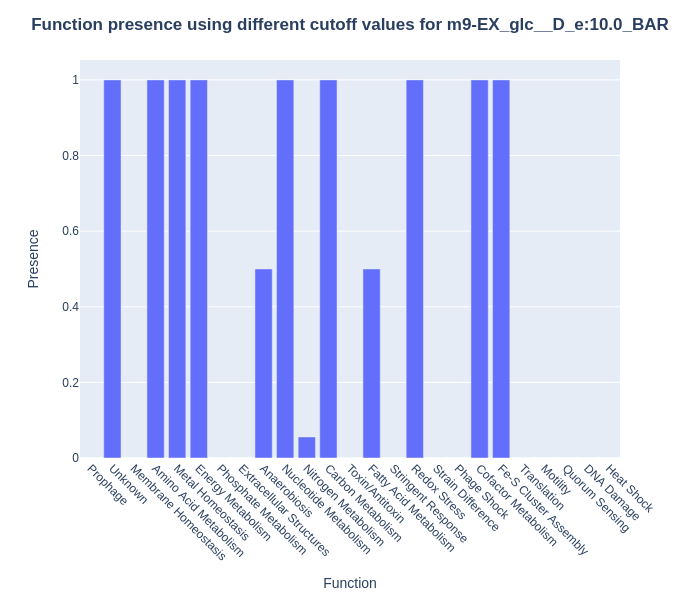 Function presence using different cutoff values for m9-EX_glc__D_e:10.0_BAR
1
0.8
0.6
0.4
0.2
0
Presence
Prophage
Unknown
Membrane Homeostasis
Amino Acid Metabolism
Metal Homeostasis
Energy Metabolism
Phosphate Metabolism
Extracellular Structures
Anaerobiosis
Nucleotide Metabolism
Nitrogen Metabolism
Carbon Metabolism
Toxin/Antitoxin
Fatty Acid Metabolism
Stringent Response
Redox Stress
Strain Difference
Phage Shock
Cofactor Metabolism
Fe-S Cluster Assembly
Translation
Motility
Quorum Sensing
DNA Damage
Heat Shock
Function